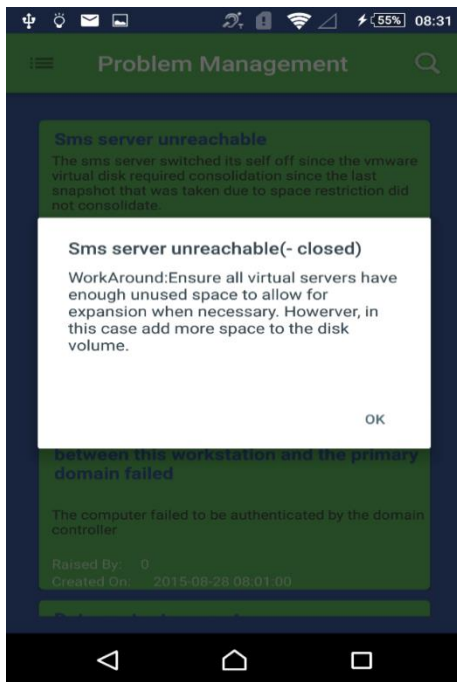 55% 08:31
Problem Management
Sms server unreachable
The sms server switched its self off since the vmware
virtual disk required consolidation since the last
snapshot that was taken due to space restriction did
not consolidate.
Sms server unreachable(- closed)
WorkAround:Ensure all virtual servers have
enough unused space to allow for
expansion when necessary. Howerver, in
this case add more space to the disk
volume.
OK
between this workstation and the primary
domain failed
The computer failed to be authenticated by the domain
controller
Raised By: 0
Created On: 2015-08-28 08:01:00